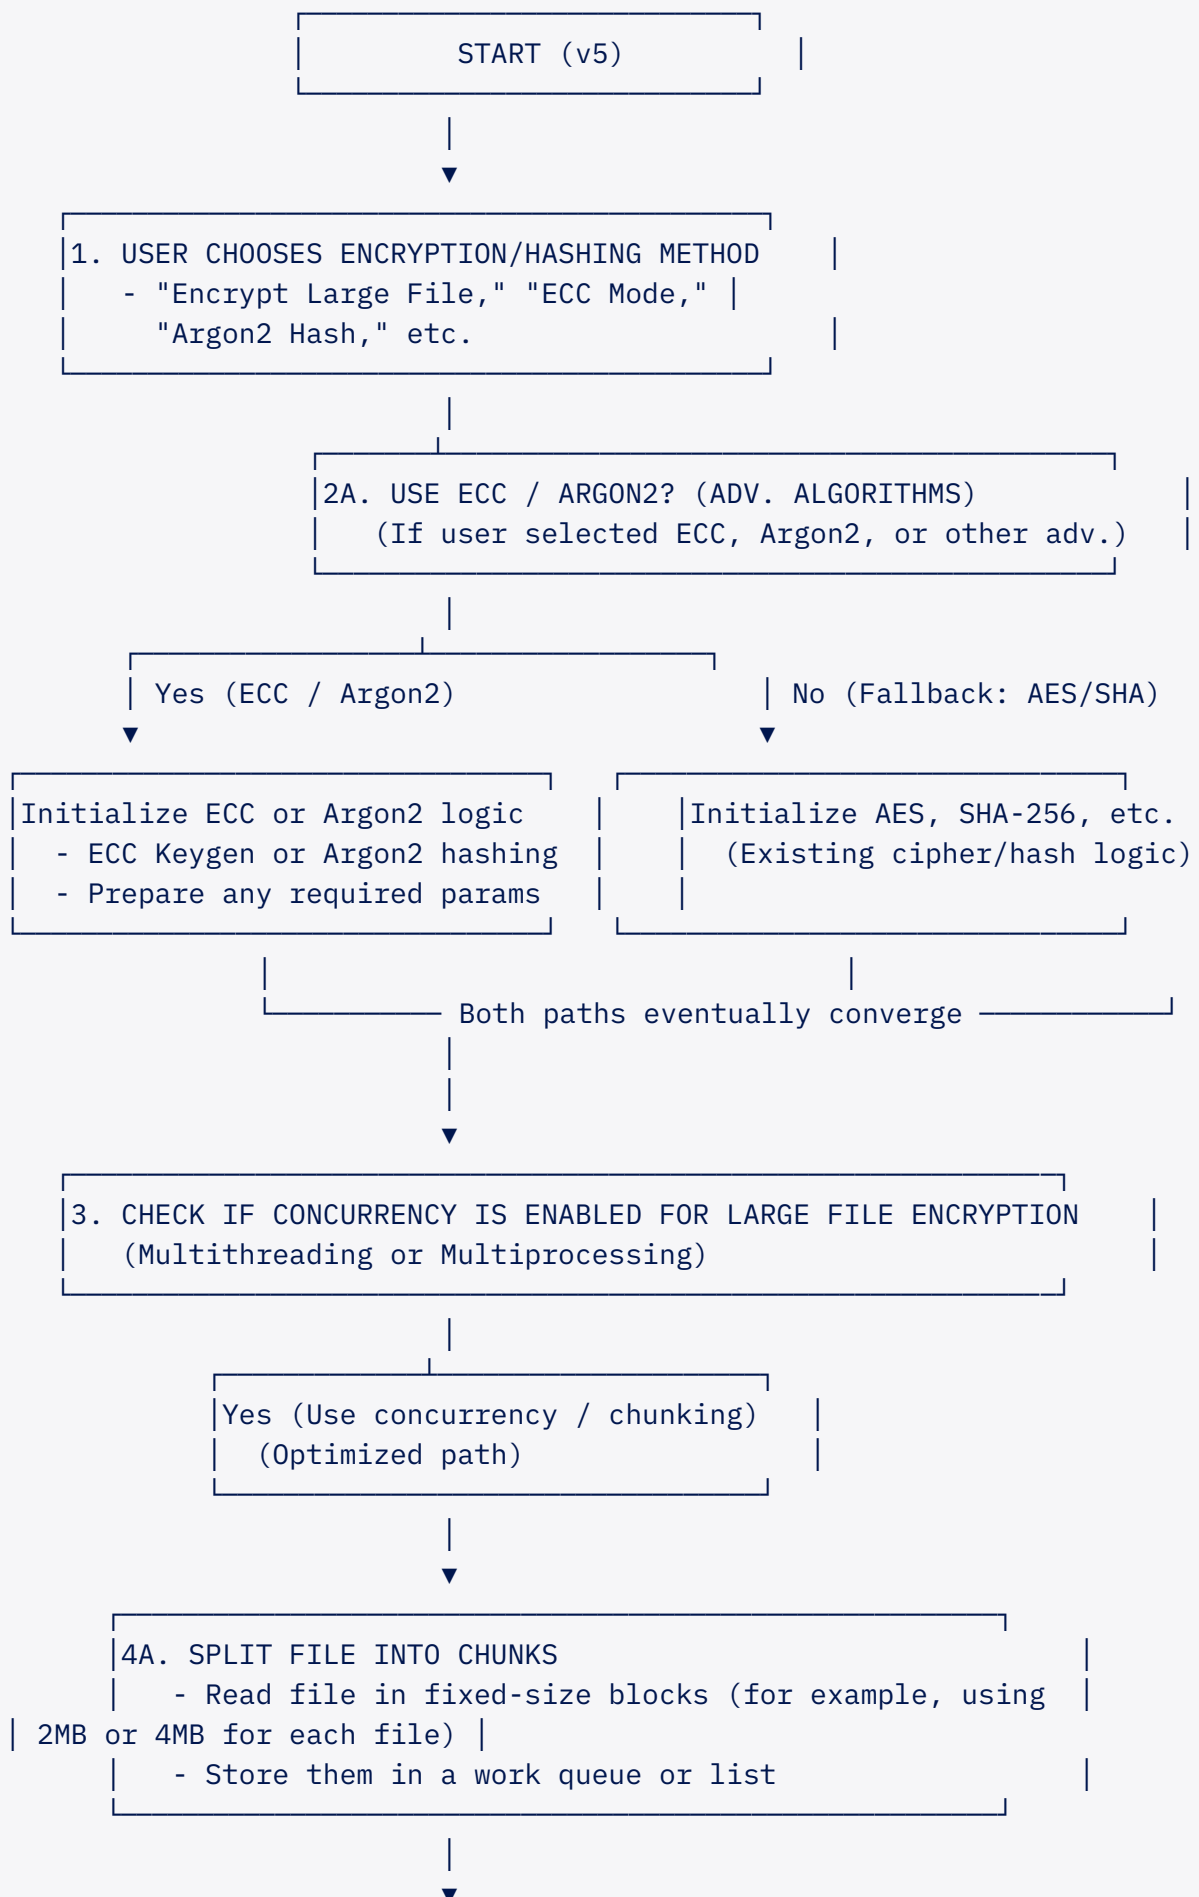 START (v5)
1. USER CHOOSES ENCRYPTION/HASHING METHOD
- "Encrypt Large File," "ECC Mode,"
"Argon2 Hash," etc.
2A. USE ECC / ARGON2? (ADV. ALGORITHMS)
(If user selected ECC, Argon2, or other adv.)
Yes (ECC / Argon2)
No (Fallback: AES/SHA)
Initialize ECC or Argon2 logic
- ECC Keygen or Argon2 hashing
- Prepare any required params
Initialize AES, SHA-256, etc.
(Existing cipher/hash logic)
Both paths eventually converge
3. CHECK IF CONCURRENCY IS ENABLED FOR LARGE FILE ENCRYPTION
(Multithreading or Multiprocessing)
Yes (Use concurrency / chunking)
(Optimized path)
4A. SPLIT FILE INTO CHUNKS
- Read file in fixed-size blocks (for example, using
2MB or 4MB for each file)
- Store them in a work queue or list